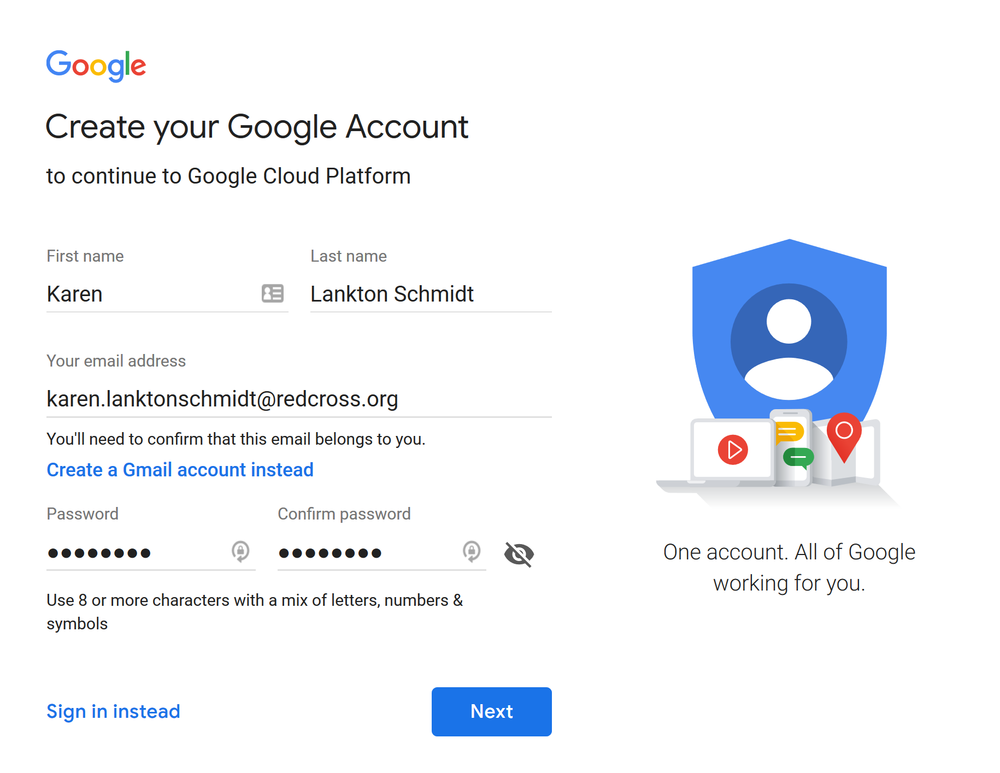 Google
Create your Google Account
to continue to Google Cloud Platform
First name
Last name
Karen
Lankton Schmidt
Your email address
karen.lanktonschmidt@redcross.org
You'll need to confirm that this email belongs to you.
Create a Gmail account instead
Password
Confirm password
●●●●●●●●
●●●●●●●●
Use 8 or more characters with a mix of letters, numbers &
symbols
Sign in instead
Next
One account. All of Google
working for you.